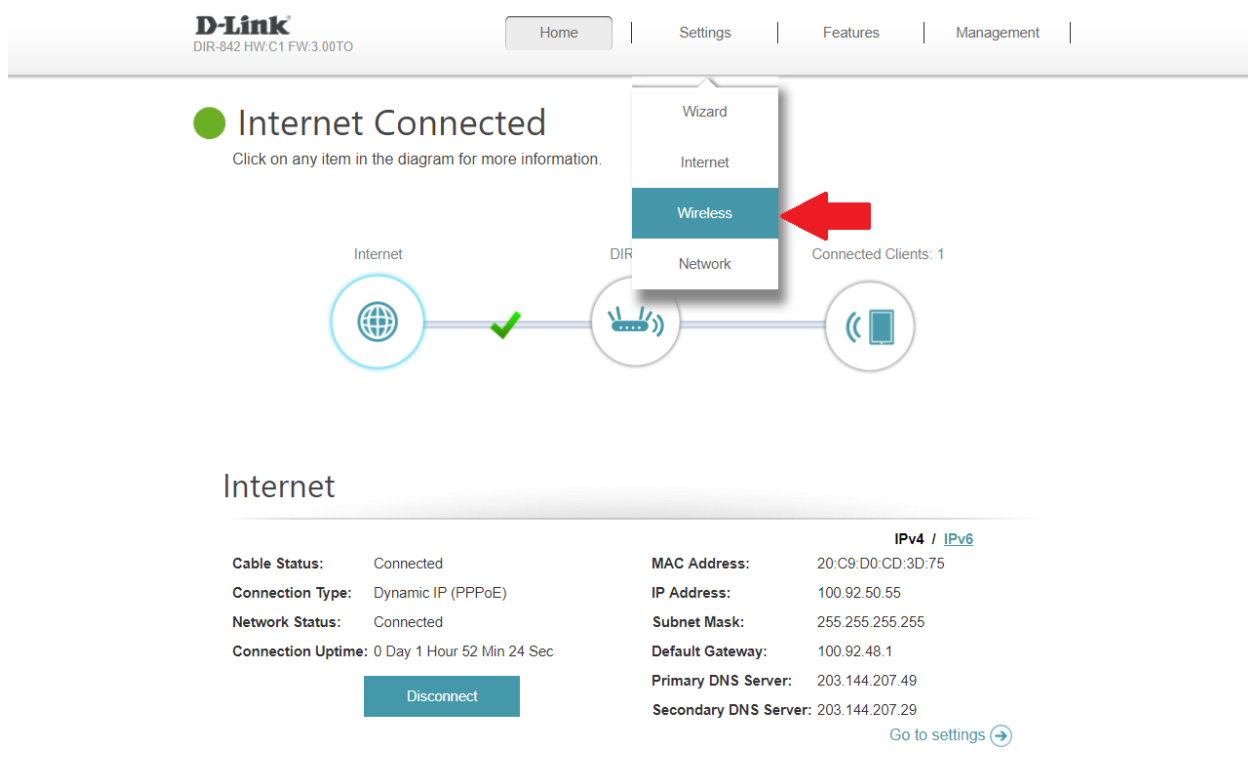 D-Link
DIR-842 HW:C1 FW:3.00TO
Home
Settings
Features
Management
Wizard
Internet
Wireless
Network
Internet Connected
Click on any item in the diagram for more information.
Internet
DIR
Connected Clients: 1
Internet
IPv4 / IPv6
Cable Status: Connected
Connection Type: Dynamic IP (PPPoE)
Network Status: Connected
Connection Uptime: 0 Day 1 Hour 52 Min 24 Sec
Disconnect
MAC Address: 20:C9:D0:CD:3D:75
IP Address: 100.92.50.55
Subnet Mask: 255.255.255.255
Default Gateway: 100.92.48.1
Primary DNS Server: 203.144.207.49
Secondary DNS Server: 203.144.207.29
Go to settings